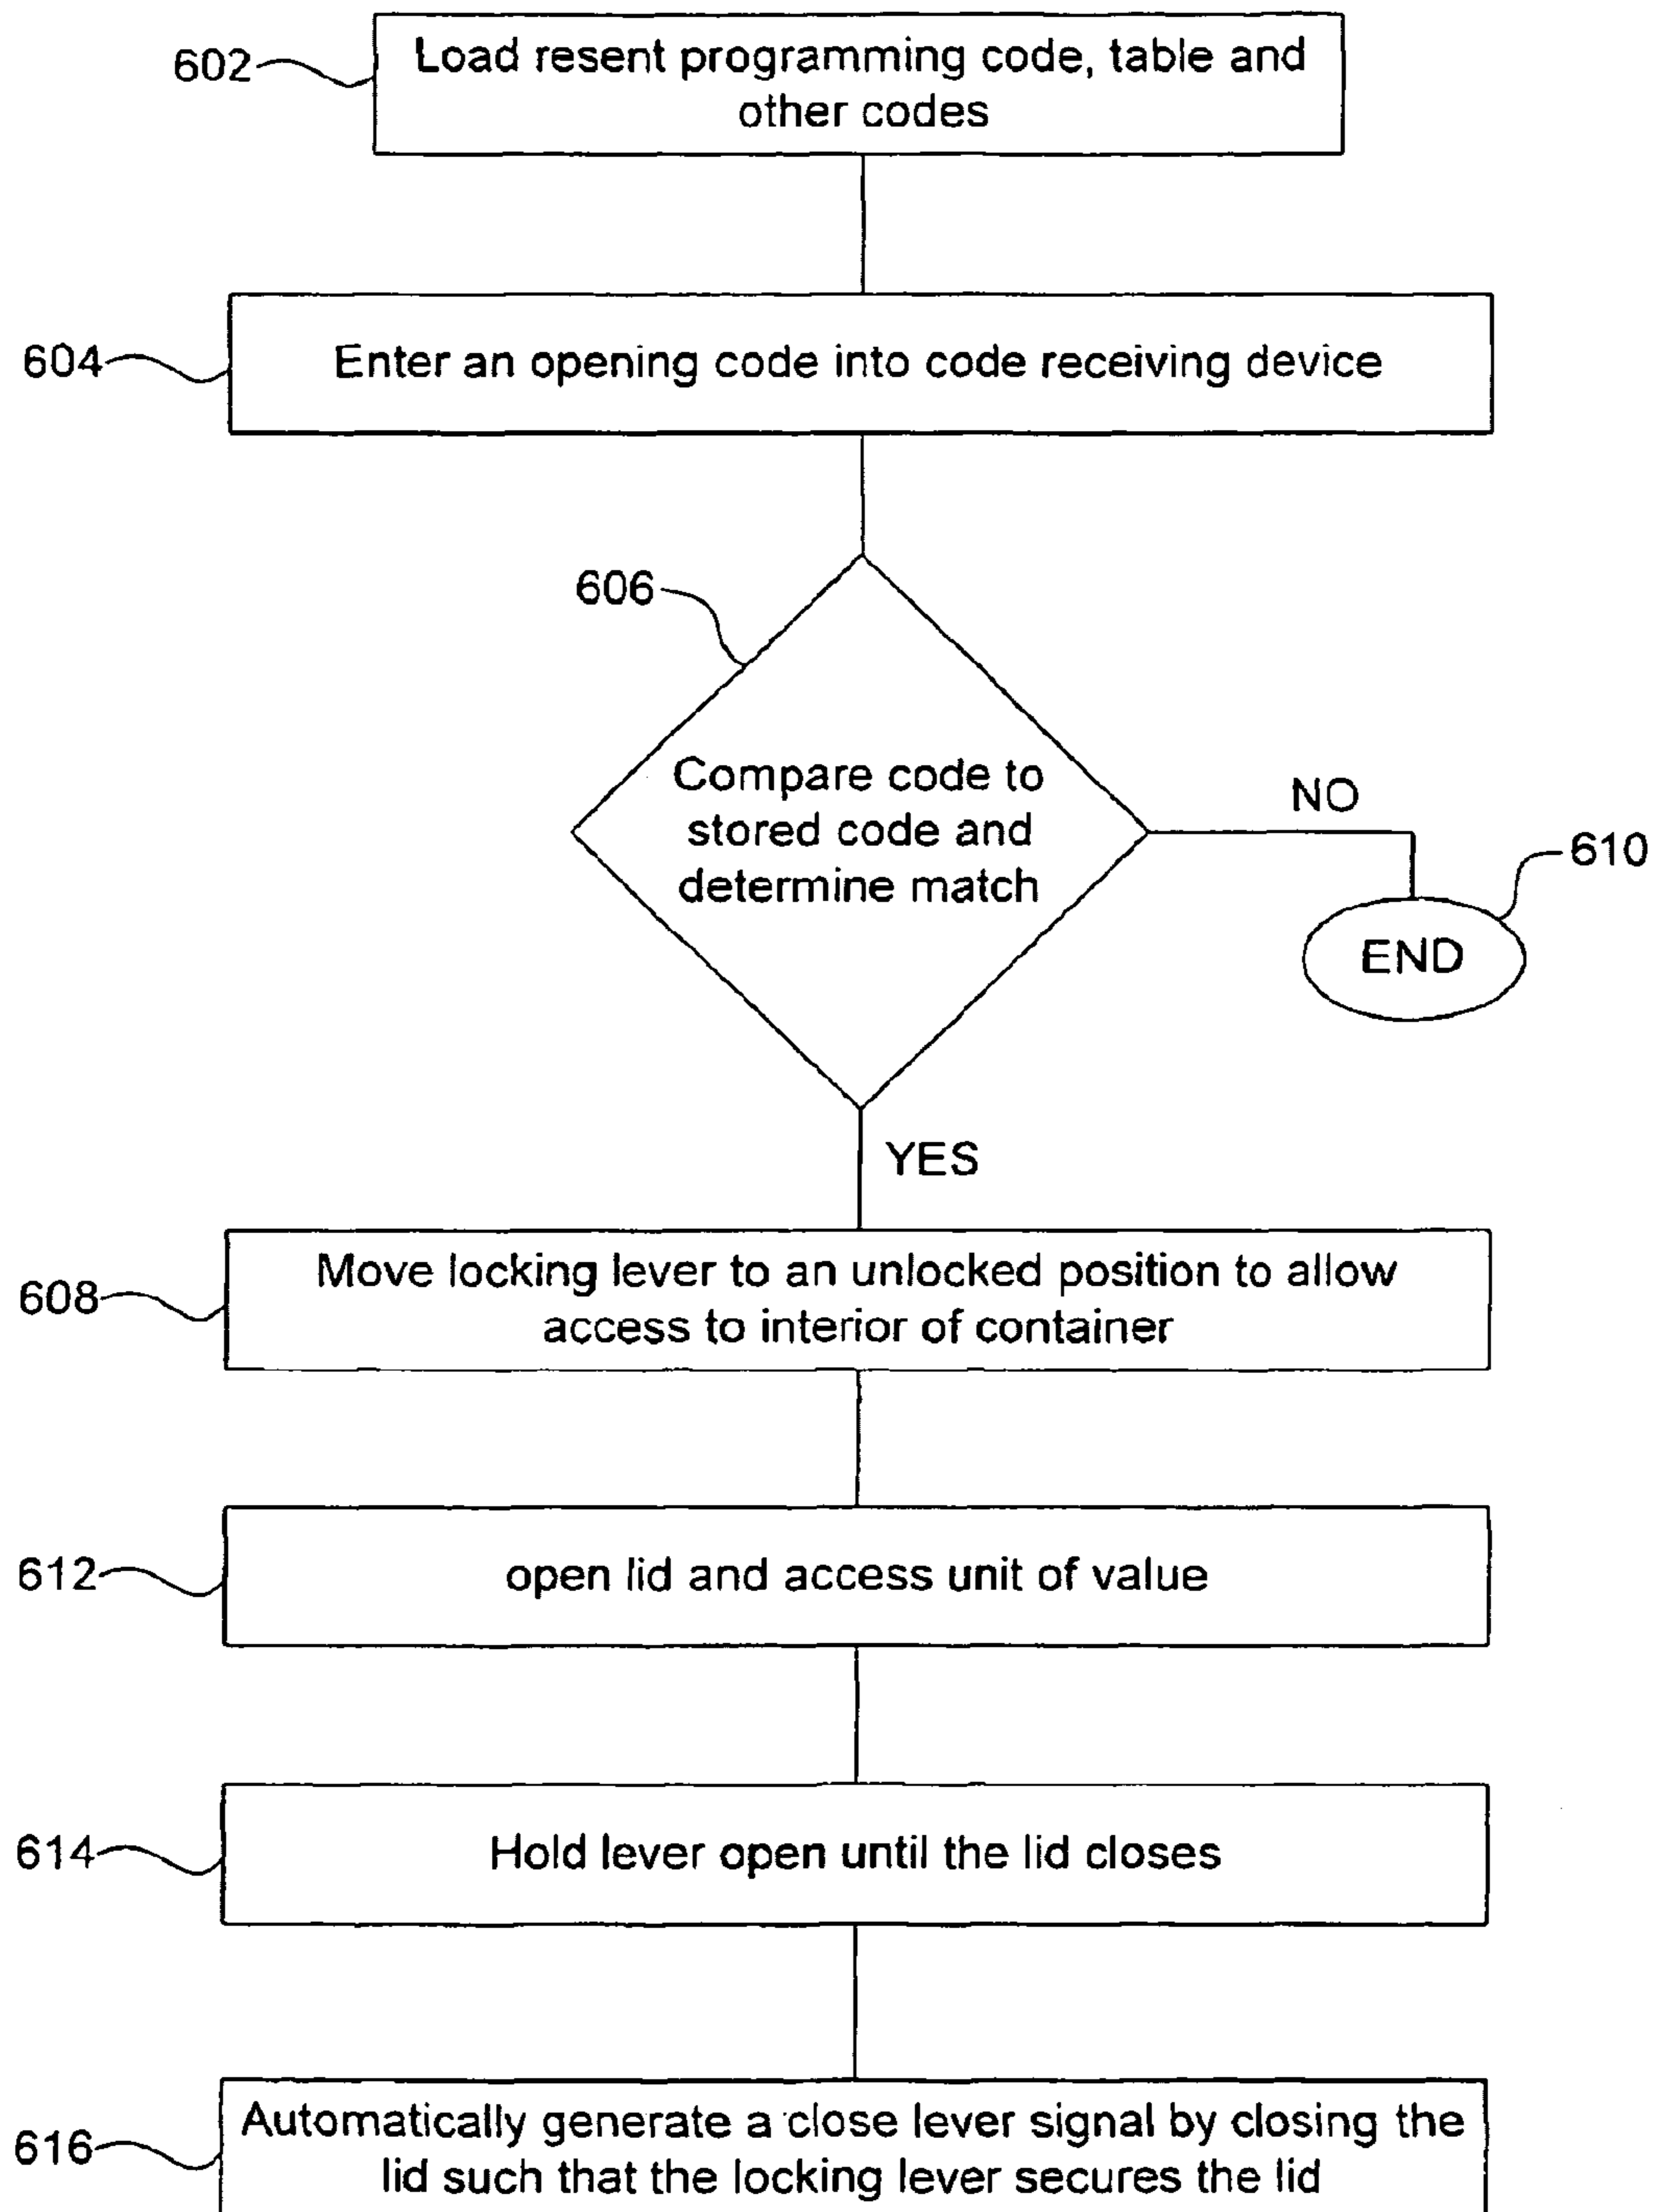 602
Load resent programming code, table and
other codes
604
Enter an opening code into code receiving device
606
Compare code to
stored code and
determine match
NO
610
END
YES
608
Move locking lever to an unlocked position to allow
access to interior of container
612
open lid and access unit of value
614
Hold lever open until the lid closes
616
Automatically generate a close lever signal by closing the
lid such that the locking lever secures the lid